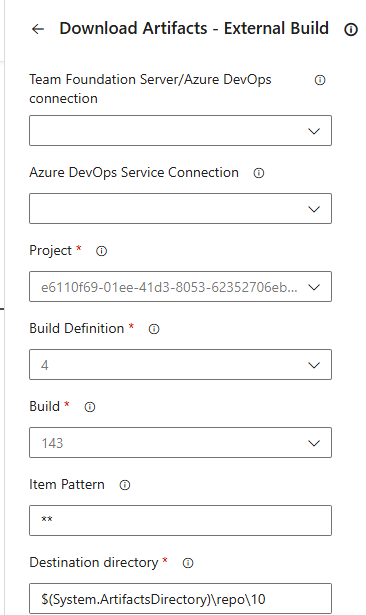 Download Artifacts - External Build
Team Foundation Server/Azure DevOps
connection
Azure DevOps Service Connection
Project *
e6110f69-01ee-41d3-8053-62352706eb...
Build Definition *
4
Build *
143
Item Pattern
**
Destination directory *
$(System.ArtifactsDirectory)\repo\10